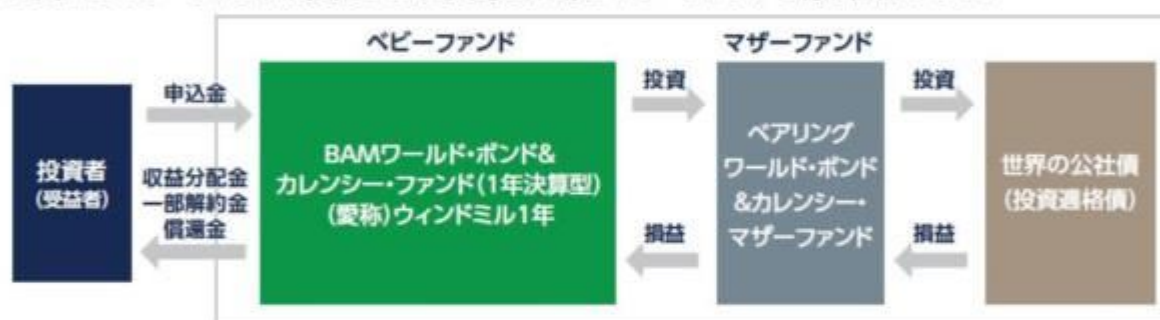 ベビーファンド
マザーファンド
申込金
投資
投資
投資者
(受益者)
収益分配金
一部解約金
償還金
BAMワールド・ボンド&
カレンシー・ファンド(1年決算型)
(愛称)ウィンドミル1年
ベアリング
ワールド・ボンド
&カレンシー・
マザーファンド
世界の公社債
(投資適格債)
損益
損益